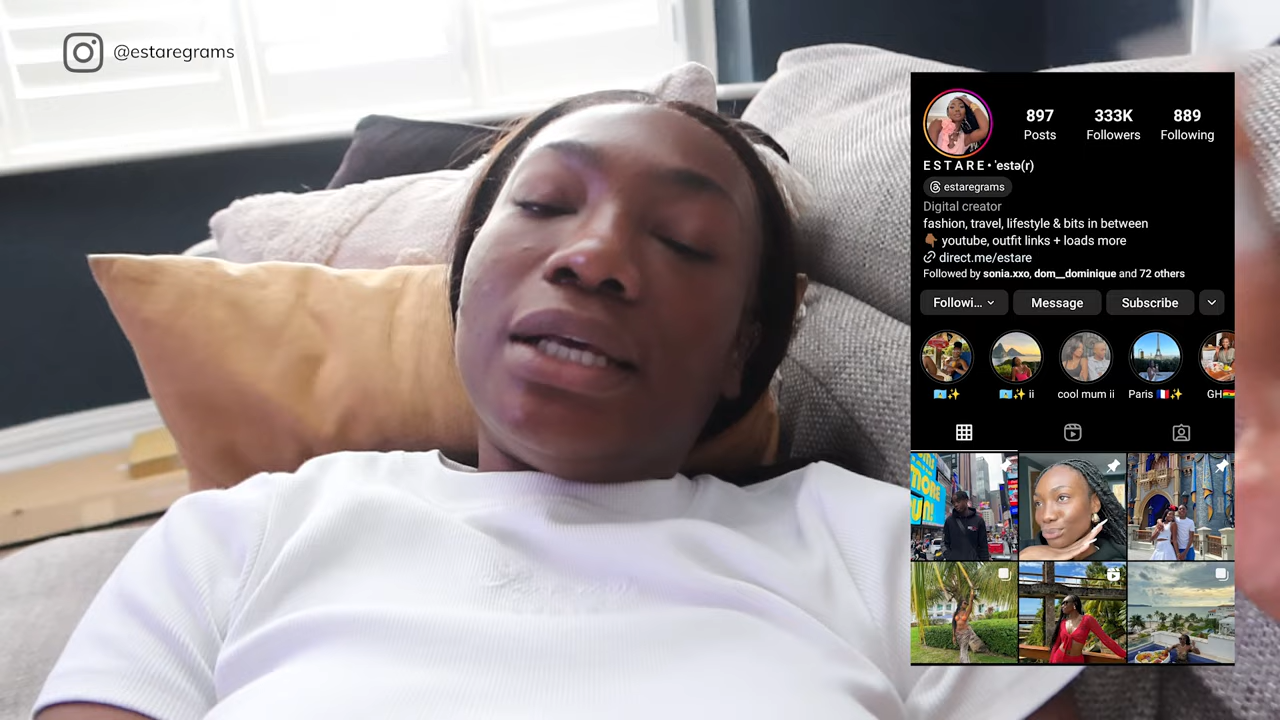 @estaregrams
897
333K
889
Posts
Followers
Following
E S T A R E • 'estə(r)
estaregrams
Digital creator
fashion, travel, lifestyle & bits in between
👇🏾 youtube, outfit links + loads more
direct.me/estare
Followed by sonia.xxo, dom__dominique and 72 others
Followi...
Message
Subscribe
🇱🇨✨
🇱🇨✨ ii
cool mum ii
Paris 🇫🇷✨
GH🇬🇭
MORE